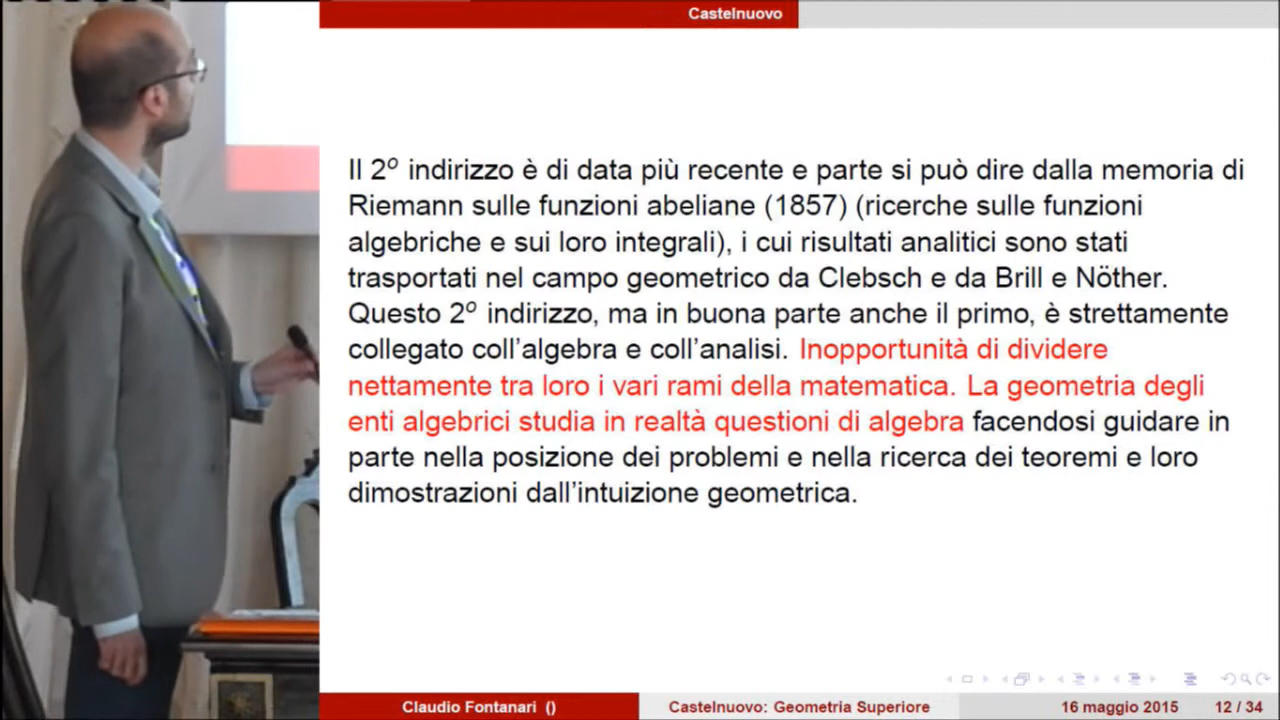 Castelnuovo
Il 2º indirizzo è di data più recente e parte si può dire dalla memoria di
Riemann sulle funzioni abeliane (1857) (ricerche sulle funzioni
algebriche e sui loro integrali), i cui risultati analitici sono stati
trasportati nel campo geometrico da Clebsch e da Brill e Nöther.
Questo 2º indirizzo, ma in buona parte anche il primo, è strettamente
collegato coll'algebra e coll'analisi. Inopportunità di dividere
nettamente tra loro i vari rami della matematica. La geometria degli
enti algebrici studia in realtà questioni di algebra facendosi guidare in
parte nella posizione dei problemi e nella ricerca dei teoremi e loro
dimostrazioni dall'intuizione geometrica.
Claudio Fontanari () Castelnuovo: Geometria Superiore 16 maggio 2015 12 / 34